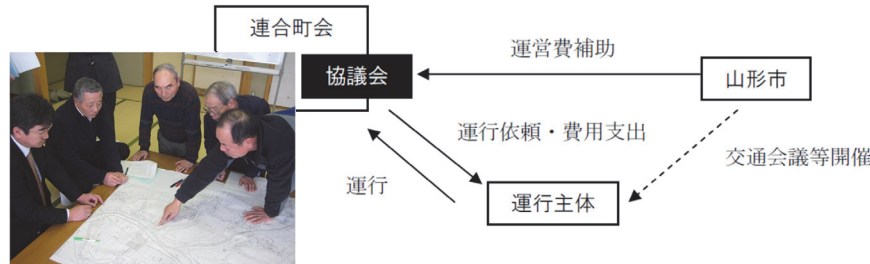 連合町会
運営費補助
協議会
山形市
運行依頼・費用支出
交通会議等開催
運行
運行主体